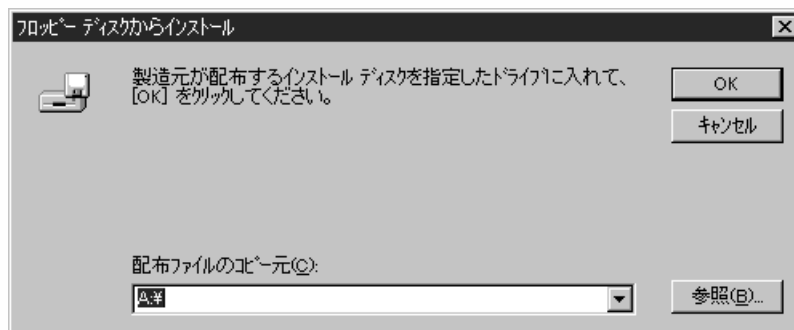 フロッピー ディスクからインストール
製造元が配布するインストール ディスクを指定したドライブに入れて、
[OK] をクリックしてください。
OK
キャンセル
配布ファイルのコピー元(C):
A:¥
参照(B)...